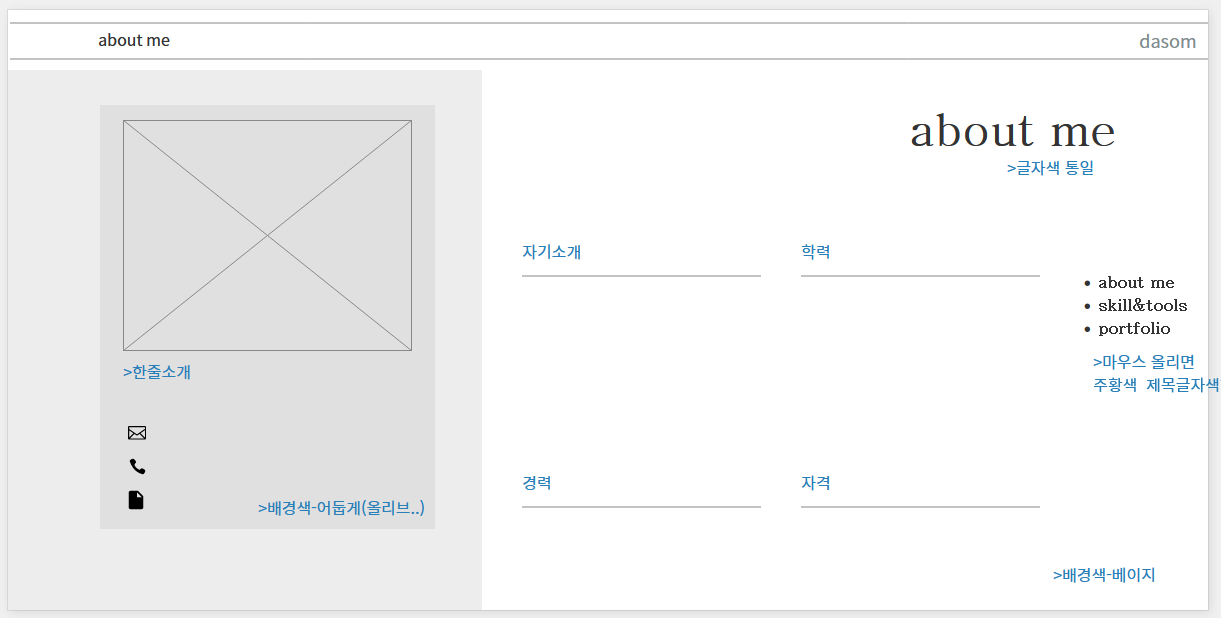 about me
dasom
about me
>글자색 통일
자기소개
학력
• about me
• skill&tools
• portfolio
>마우스 올리면
주황색 제목글자색
>한줄소개
>배경색-어둡게(올리브..)
경력
자격
>배경색-베이지